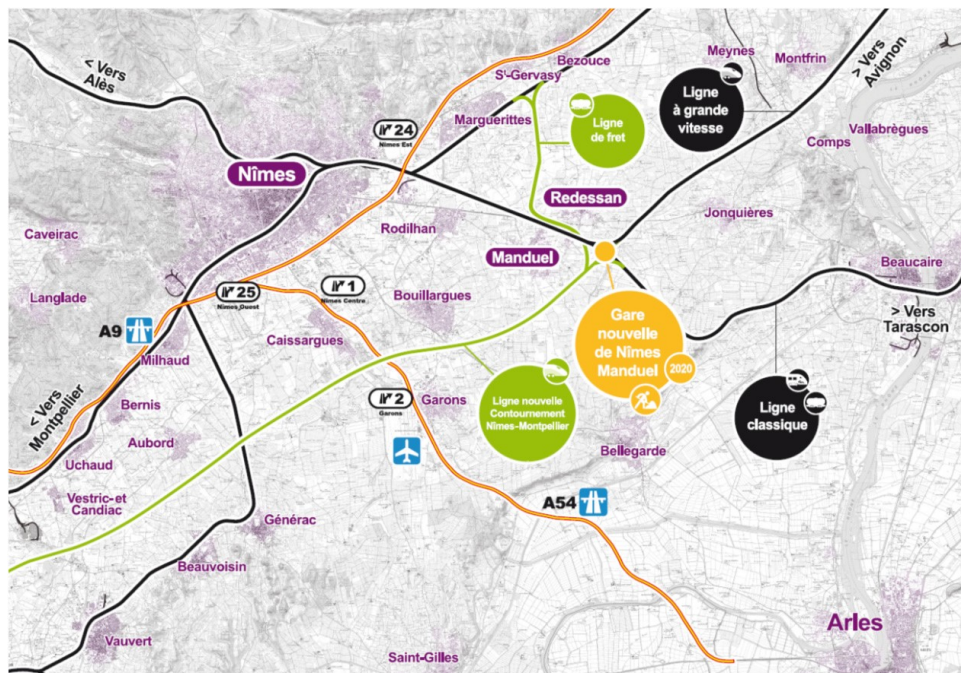 < Vers
Alès
Bezouce
St-Gervasy
Meynes
Montfrin
> Vers
Avignon
Ligne
à grande
vitesse
Marguerittes
Ligne
de fret
24
Nîmes Est
Vallabrègues
Comps
Nîmes
Redessan
Jonquières
Rodilhan
Caveirac
Manduel
Beaucaire
Langlade
25
Nîmes Ouest
1
Nîmes Centre
Bouillargues
> Vers
Tarascon
A9
Caissargues
Gare
nouvelle
de Nîmes
Manduel
2020
Milhaud
< Vers
Montpellier
Bernis
2
Garons
Garons
Ligne nouvelle
Contournement
Nîmes-Montpellier
Ligne
classique
Aubord
Uchaud
Bellegarde
Vestric-et
Candiac
A54
Générac
Beauvoisin
Vauvert
Arles
Saint-Gilles